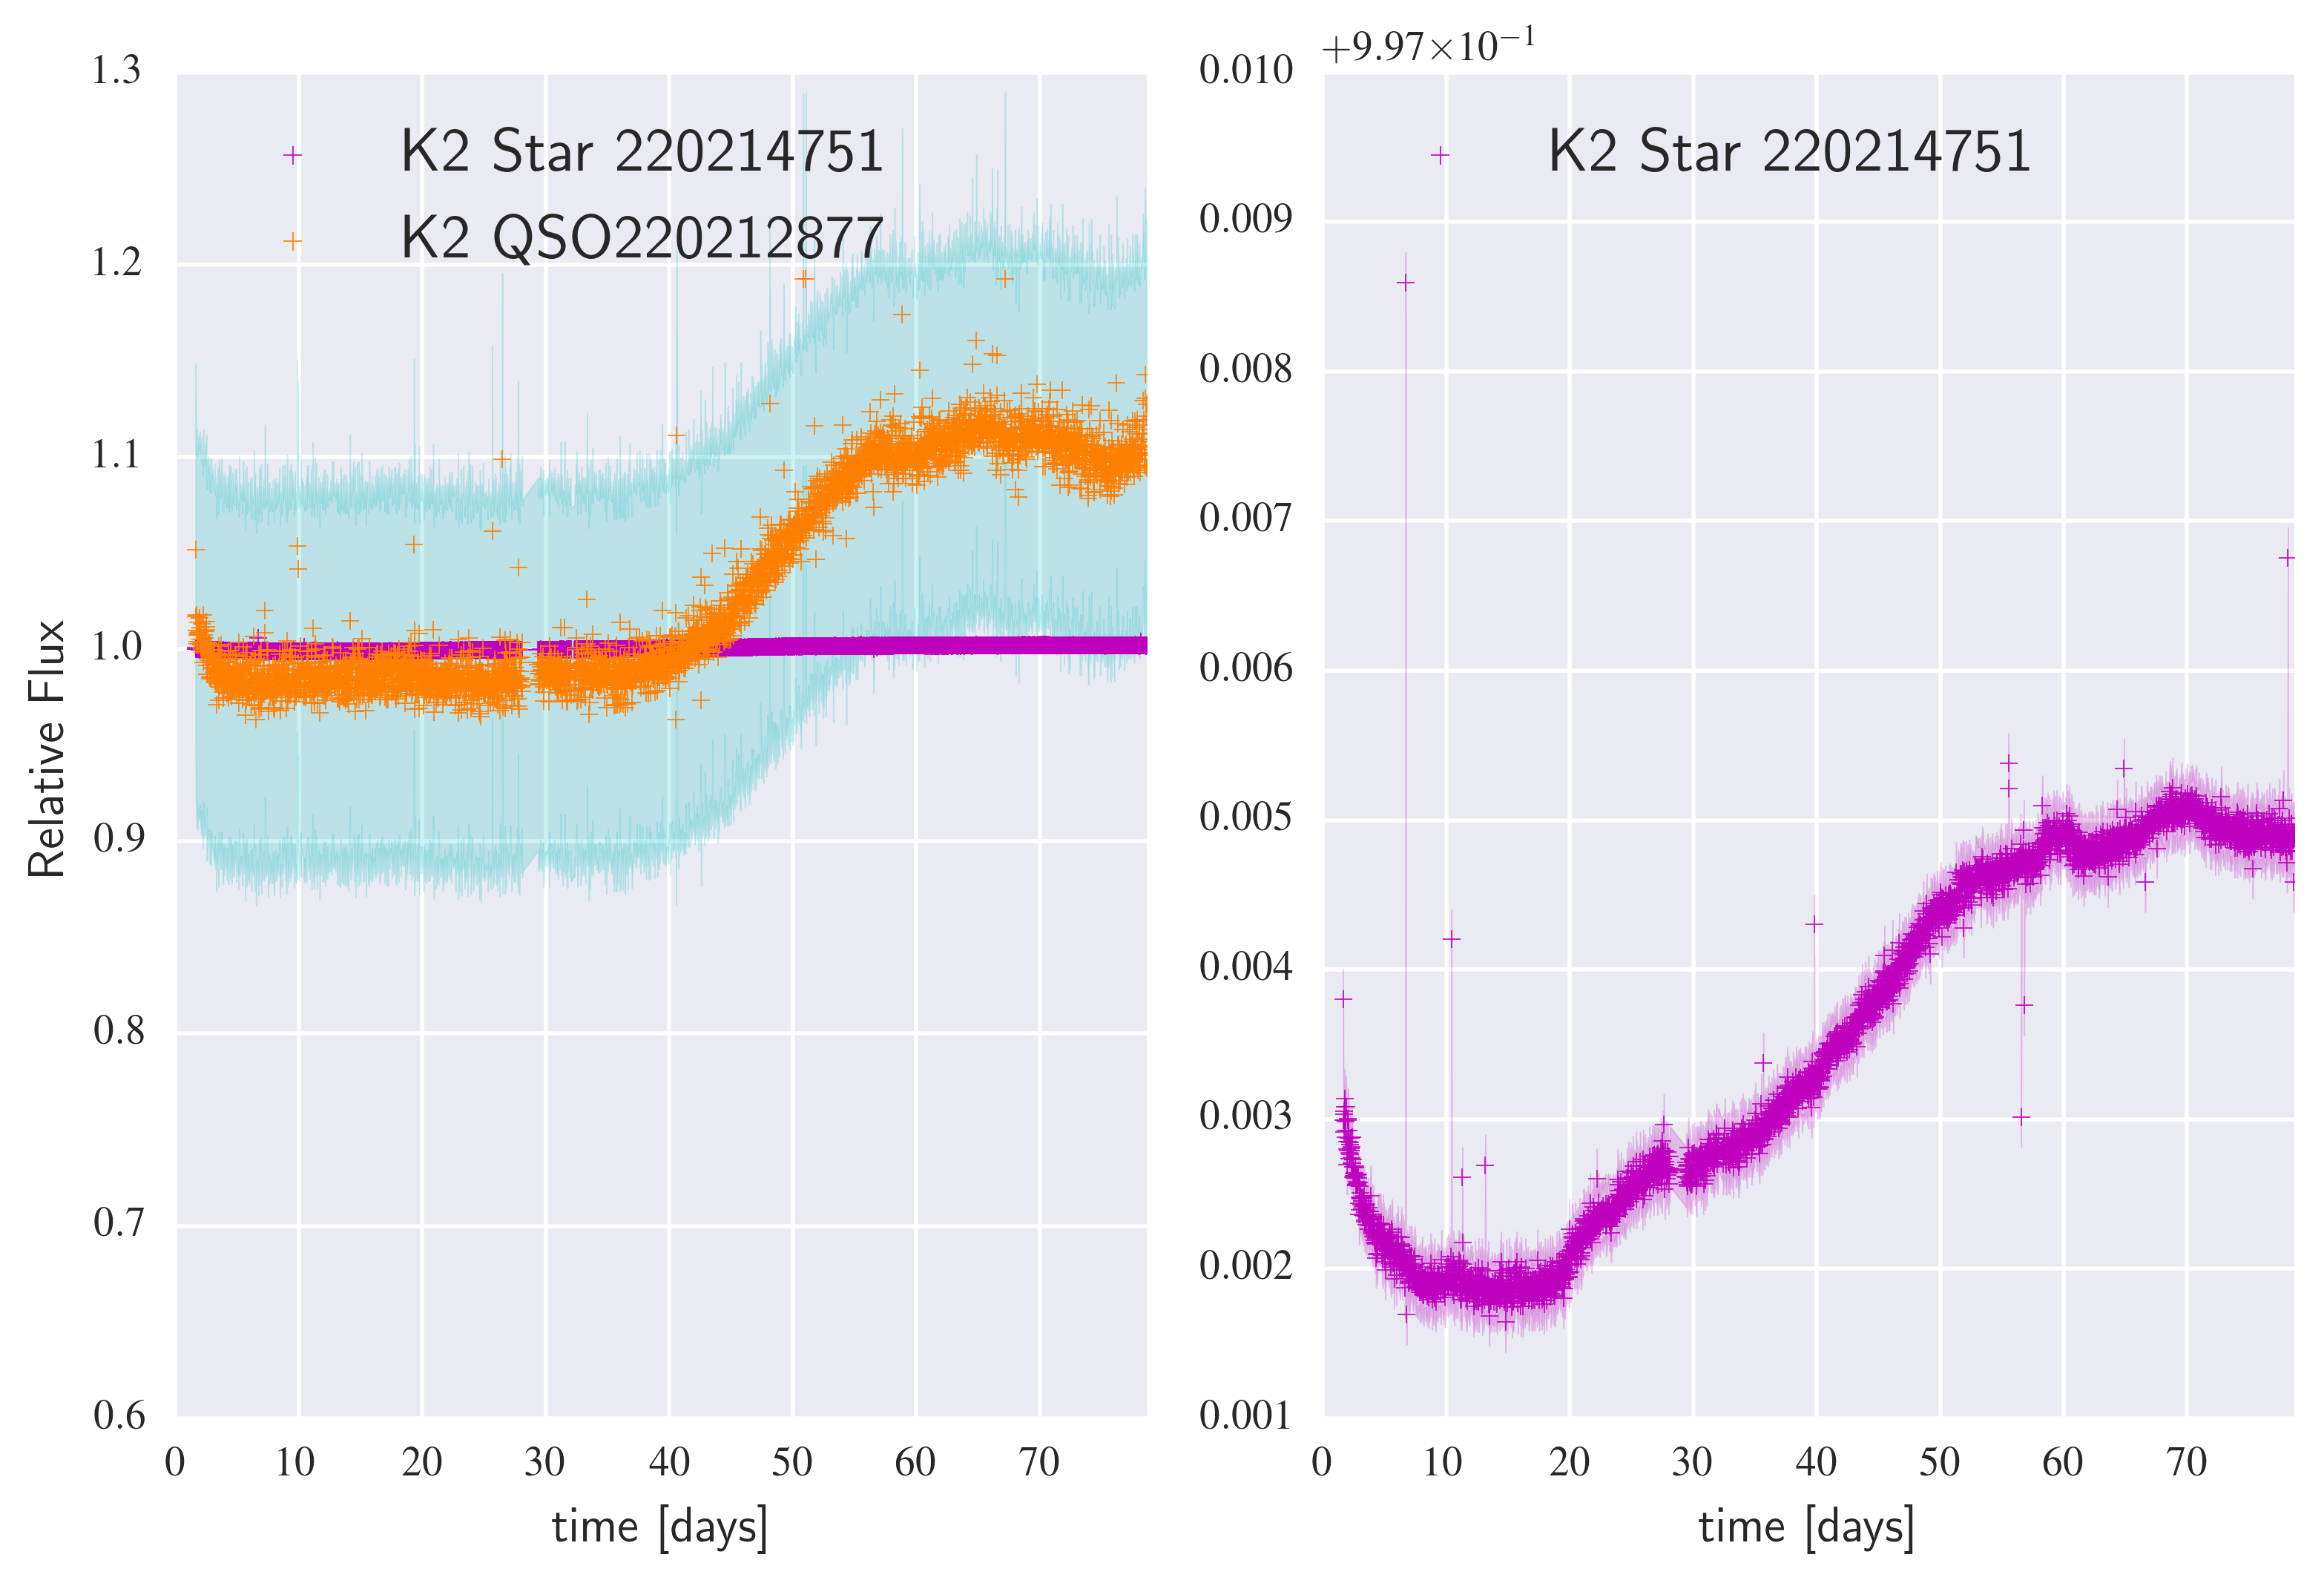 1.3
1.2
1.1
1.0
0.9
0.8
0.7
0.6
Relative Flux
K2 Star 220214751
K2 QSO220212877
0 10 20 30 40 50 60 70
time [days]
+9.97×10⁻¹
0.010
0.009
0.008
0.007
0.006
0.005
0.004
0.003
0.002
0.001
K2 Star 220214751
0 10 20 30 40 50 60 70
time [days]